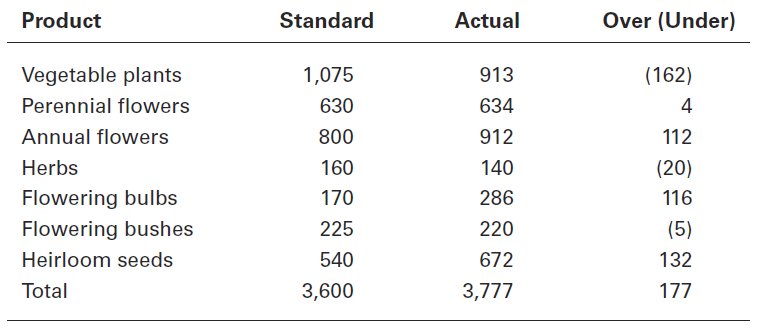 Product Standard Actual Over (Under)
Vegetable plants 1,075 913 (162)
Perennial flowers 630 634 4
Annual flowers 800 912 112
Herbs 160 140 (20)
Flowering bulbs 170 286 116
Flowering bushes 225 220 (5)
Heirloom seeds 540 672 132
Total 3,600 3,777 177